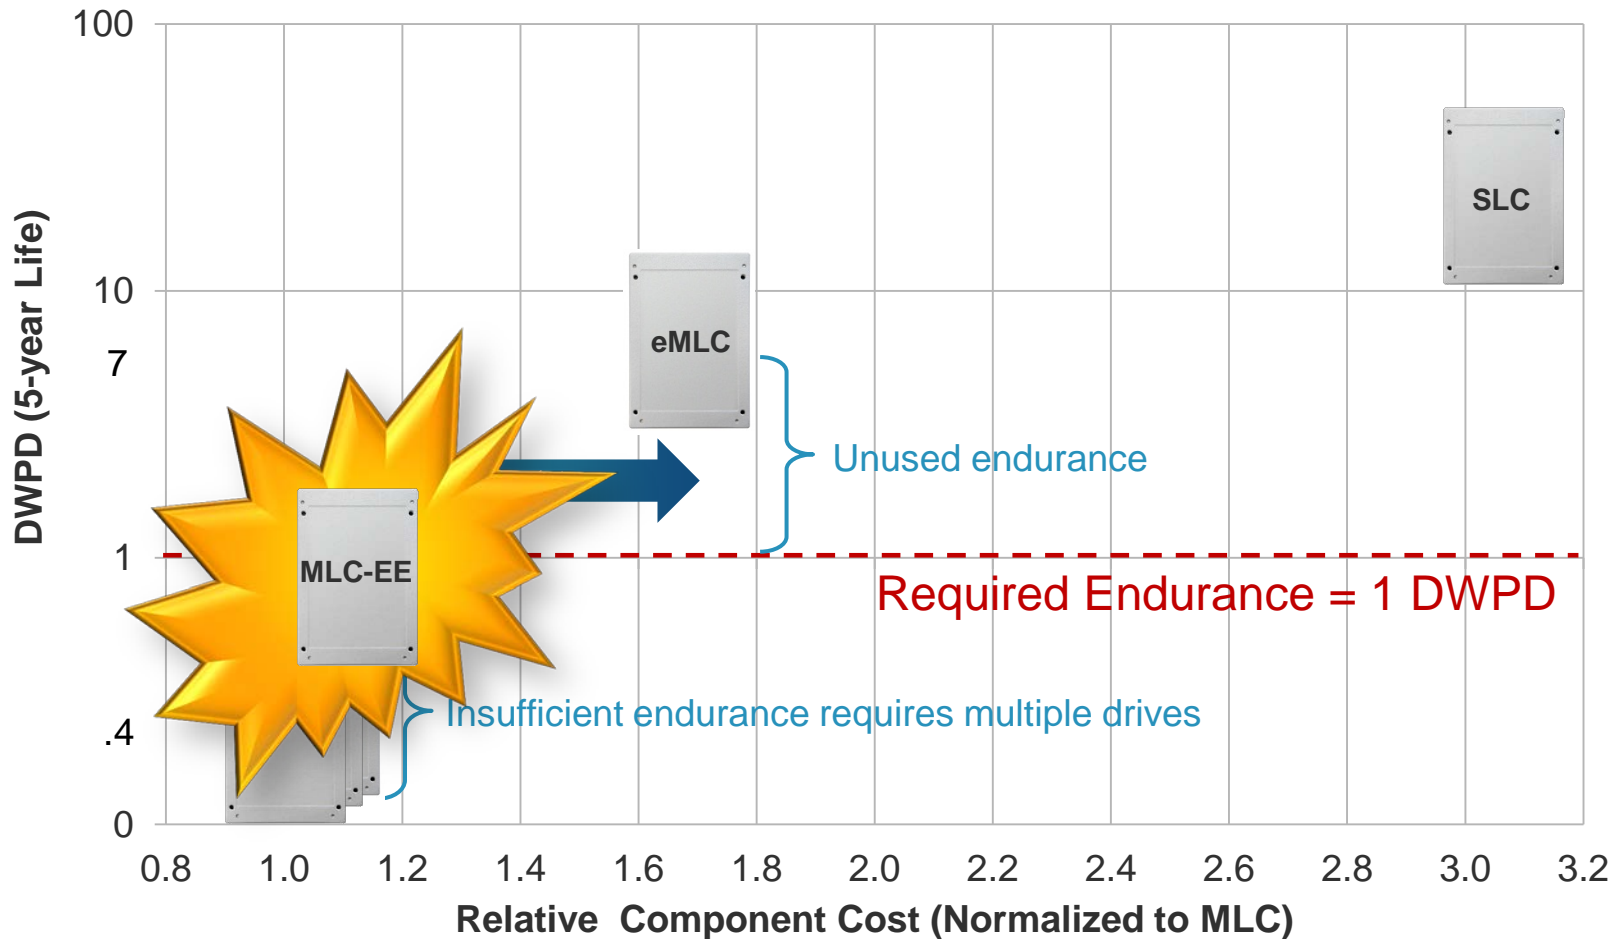 100
SLC
10
eMLC
7
Unused endurance
1
MLC-EE
Required Endurance = 1 DWPD
Insufficient endurance requires multiple drives
.4
0
DWPD (5-year Life)
0.8 1.0 1.2 1.4 1.6 1.8 2.0 2.2 2.4 2.6 2.8 3.0 3.2
Relative Component Cost (Normalized to MLC)